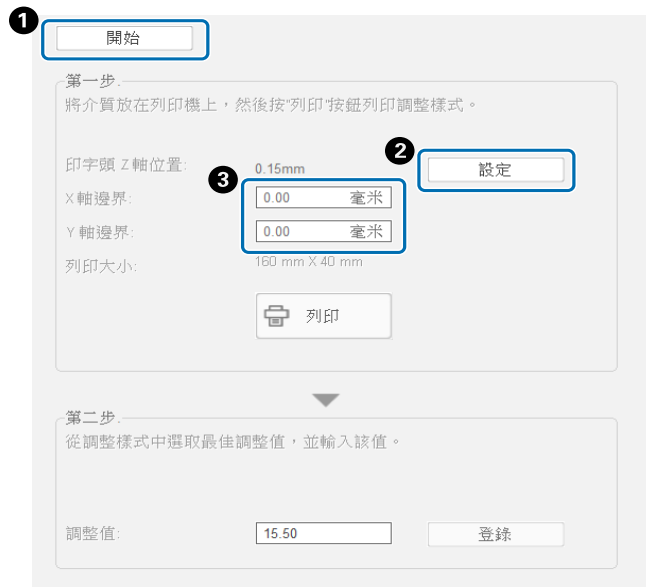 1
開始
第一步.
將介質放在列印機上，然後按"列印"按鈕列印調整樣式。
2
印字頭 Z 軸位置: 0.15mm 設定
3
X 軸邊界: 0.00 毫米
Y 軸邊界: 0.00 毫米
列印大小: 160 mm X 40 mm
列印
第二步.
從調整樣式中選取最佳調整值，並輸入該值。
調整值: 15.50 登錄